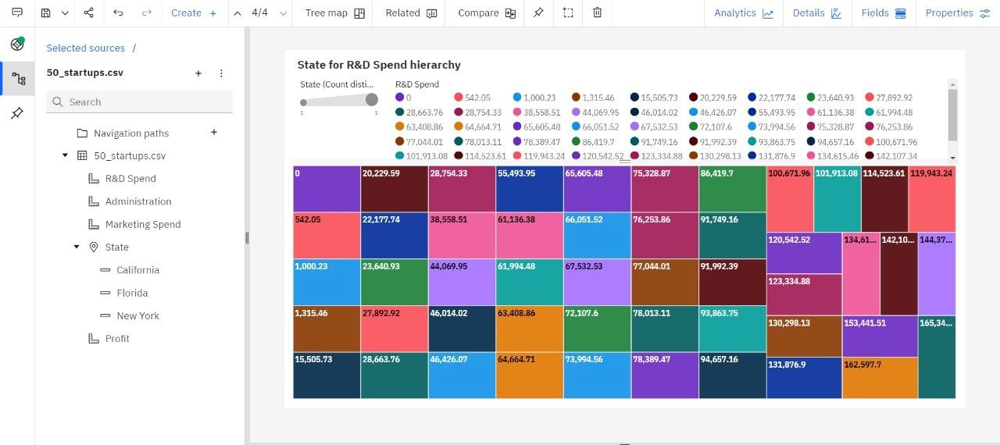 Create + 4/4 Tree map Related Compare Analytics Details Fields Properties
Selected sources /
50_startups.csv + ⋮
Search
Navigation paths +
50_startups.csv
R&D Spend
Administration
Marketing Spend
State
California
Florida
New York
Profit
State for R&D Spend hierarchy
State (Count disti...
1 1
R&D Spend
0 542.05 1,000.23 1,315.46 15,505.73 20,229.59 22,177.74 23,640.93 27,892.92
28,663.76 28,754.33 38,558.51 44,069.95 46,014.02 46,426.07 55,493.95 61,136.38 61,994.48
63,408.86 64,664.71 65,605.48 66,051.52 67,532.53 72,107.6 73,994.56 75,328.87 76,253.86
77,044.01 78,013.11 78,389.47 86,419.7 91,749.16 91,992.39 93,863.75 94,657.16 100,671.96
101,913.08 114,523.61 119,943.24 120,542.52 123,334.88 130,298.13 131,876.9 134,615.46 142,107.34
0 20,229.59 28,754.33 55,493.95 65,605.48 75,328.87 86,419.7 100,671.96 101,913.08 114,523.61 119,943.24
542.05 22,177.74 38,558.51 61,136.38 66,051.52 76,253.86 91,749.16
120,542.52 134,61... 142,10... 144,37...
1,000.23 23,640.93 44,069.95 61,994.48 67,532.53 77,044.01 91,992.39
123,334.88
1,315.46 27,892.92 46,014.02 63,408.86 72,107.6 78,013.11 93,863.75
130,298.13 153,441.51 165,34...
15,505.73 28,663.76 46,426.07 64,664.71 73,994.56 78,389.47 94,657.16
131,876.9 162,597.7